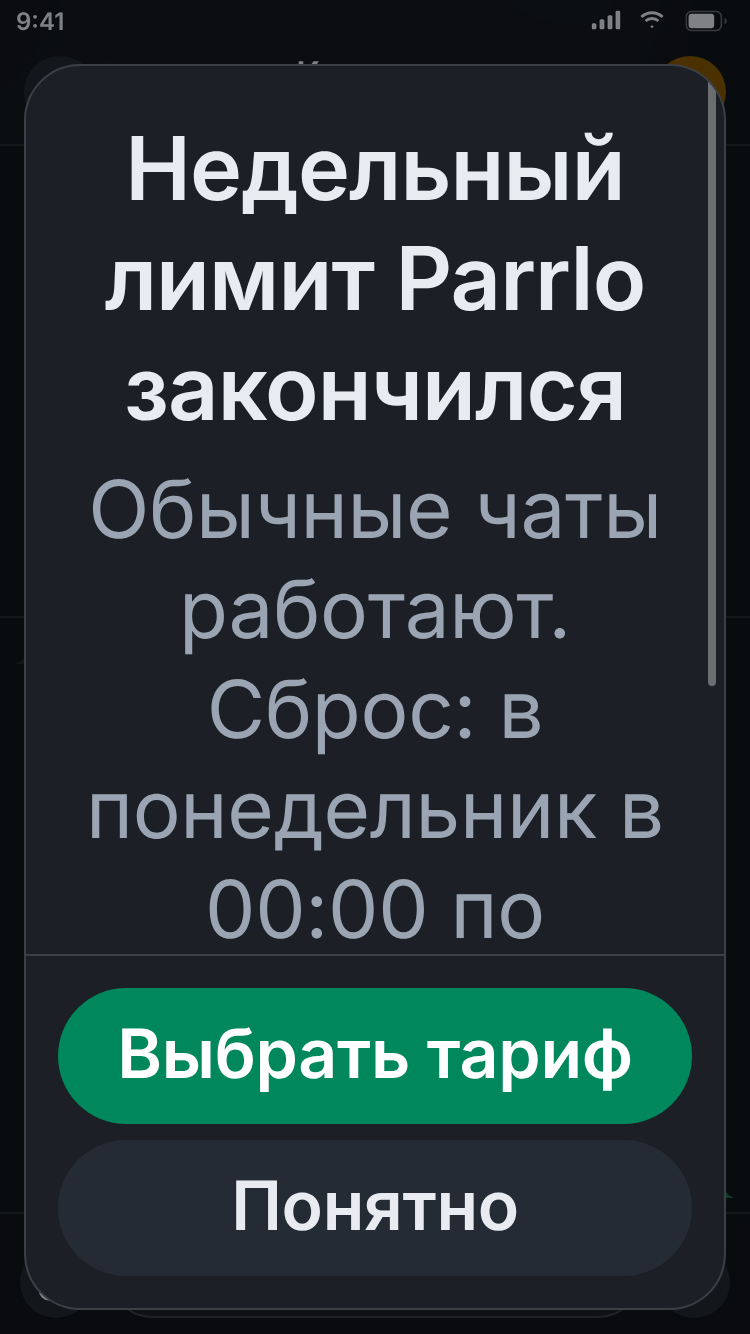 9:41
Недельный
лимит Parrlo
закончился
Обычные чаты
работают.
Сброс: в
понедельник в
00:00 по
Выбрать тариф
Понятно